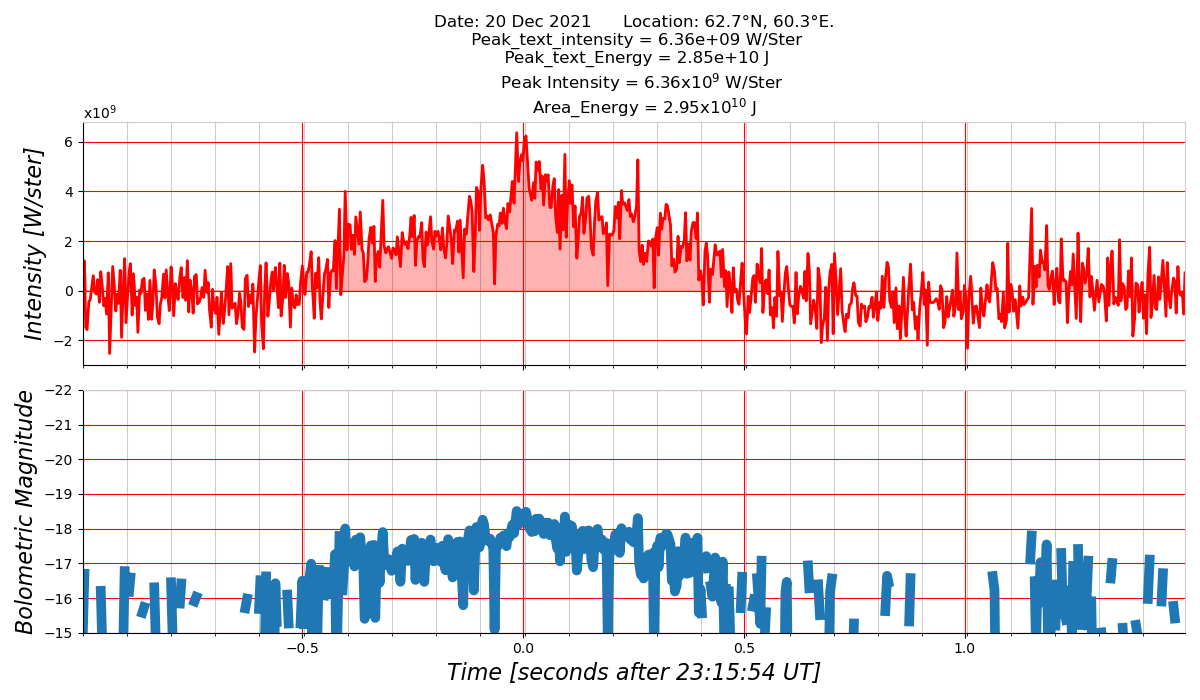 Date: 20 Dec 2021      Location: 62.7°N, 60.3°E.
Peak_text_intensity = 6.36e+09 W/Ster
Peak_text_Energy = 2.85e+10 J
Peak Intensity = 6.36x10⁹ W/Ster
Area_Energy = 2.95x10¹⁰ J
x10⁹
6
4
2
0
−2
Intensity [W/ster]
−22
−21
−20
−19
−18
−17
−16
−15
Bolometric Magnitude
−0.5 0.0 0.5 1.0
Time [seconds after 23:15:54 UT]